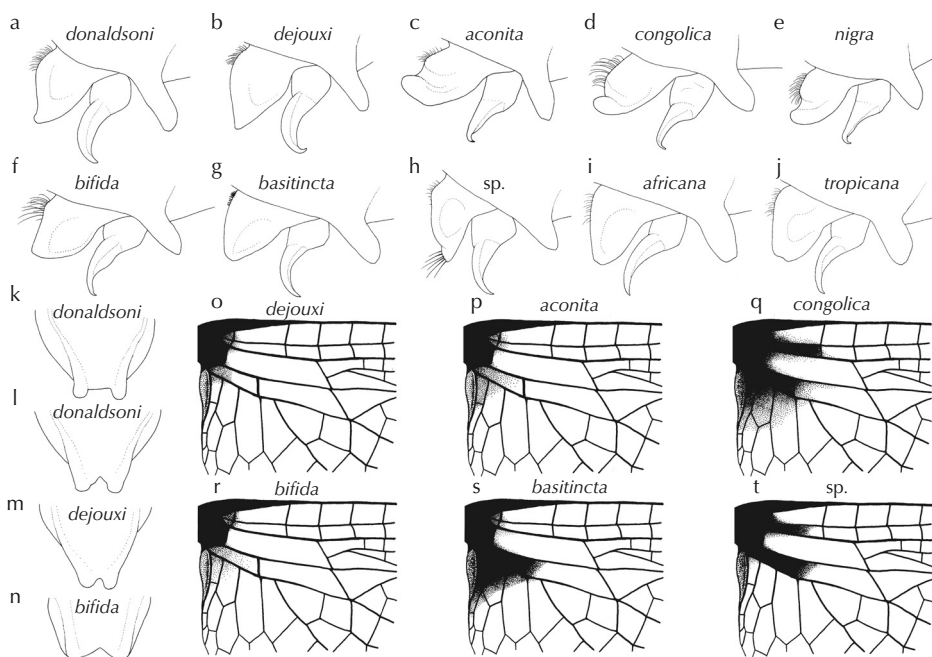 a donaldsoni b dejouxi c aconita d congolica e nigra
f bifida g basitincta h sp. i africana j tropicana
k donaldsoni
l donaldsoni
m dejouxi
n bifida
o dejouxi p aconita q congolica
r bifida s basitincta t sp.